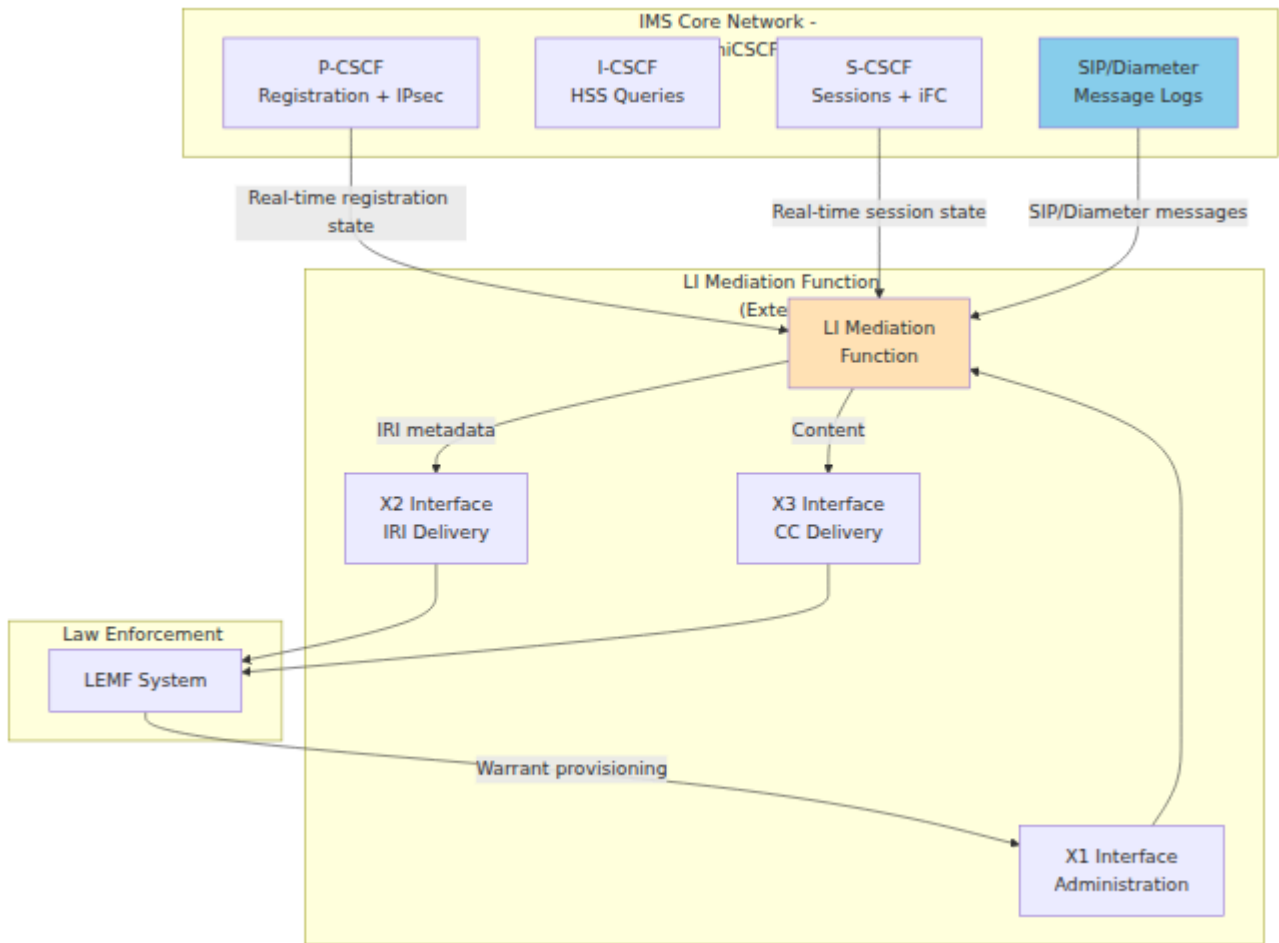 IMS Core Network -
P-CSCF
Registration + IPsec
I-CSCF
HSS Queries
S-CSCF
Sessions + iFC
SIP/Diameter
Message Logs
Real-time registration
state
Real-time session state
SIP/Diameter messages
LI Mediation Function
LI Mediation
Function
IRI metadata
Content
X2 Interface
IRI Delivery
X3 Interface
CC Delivery
Law Enforcement
LEMF System
Warrant provisioning
X1 Interface
Administration